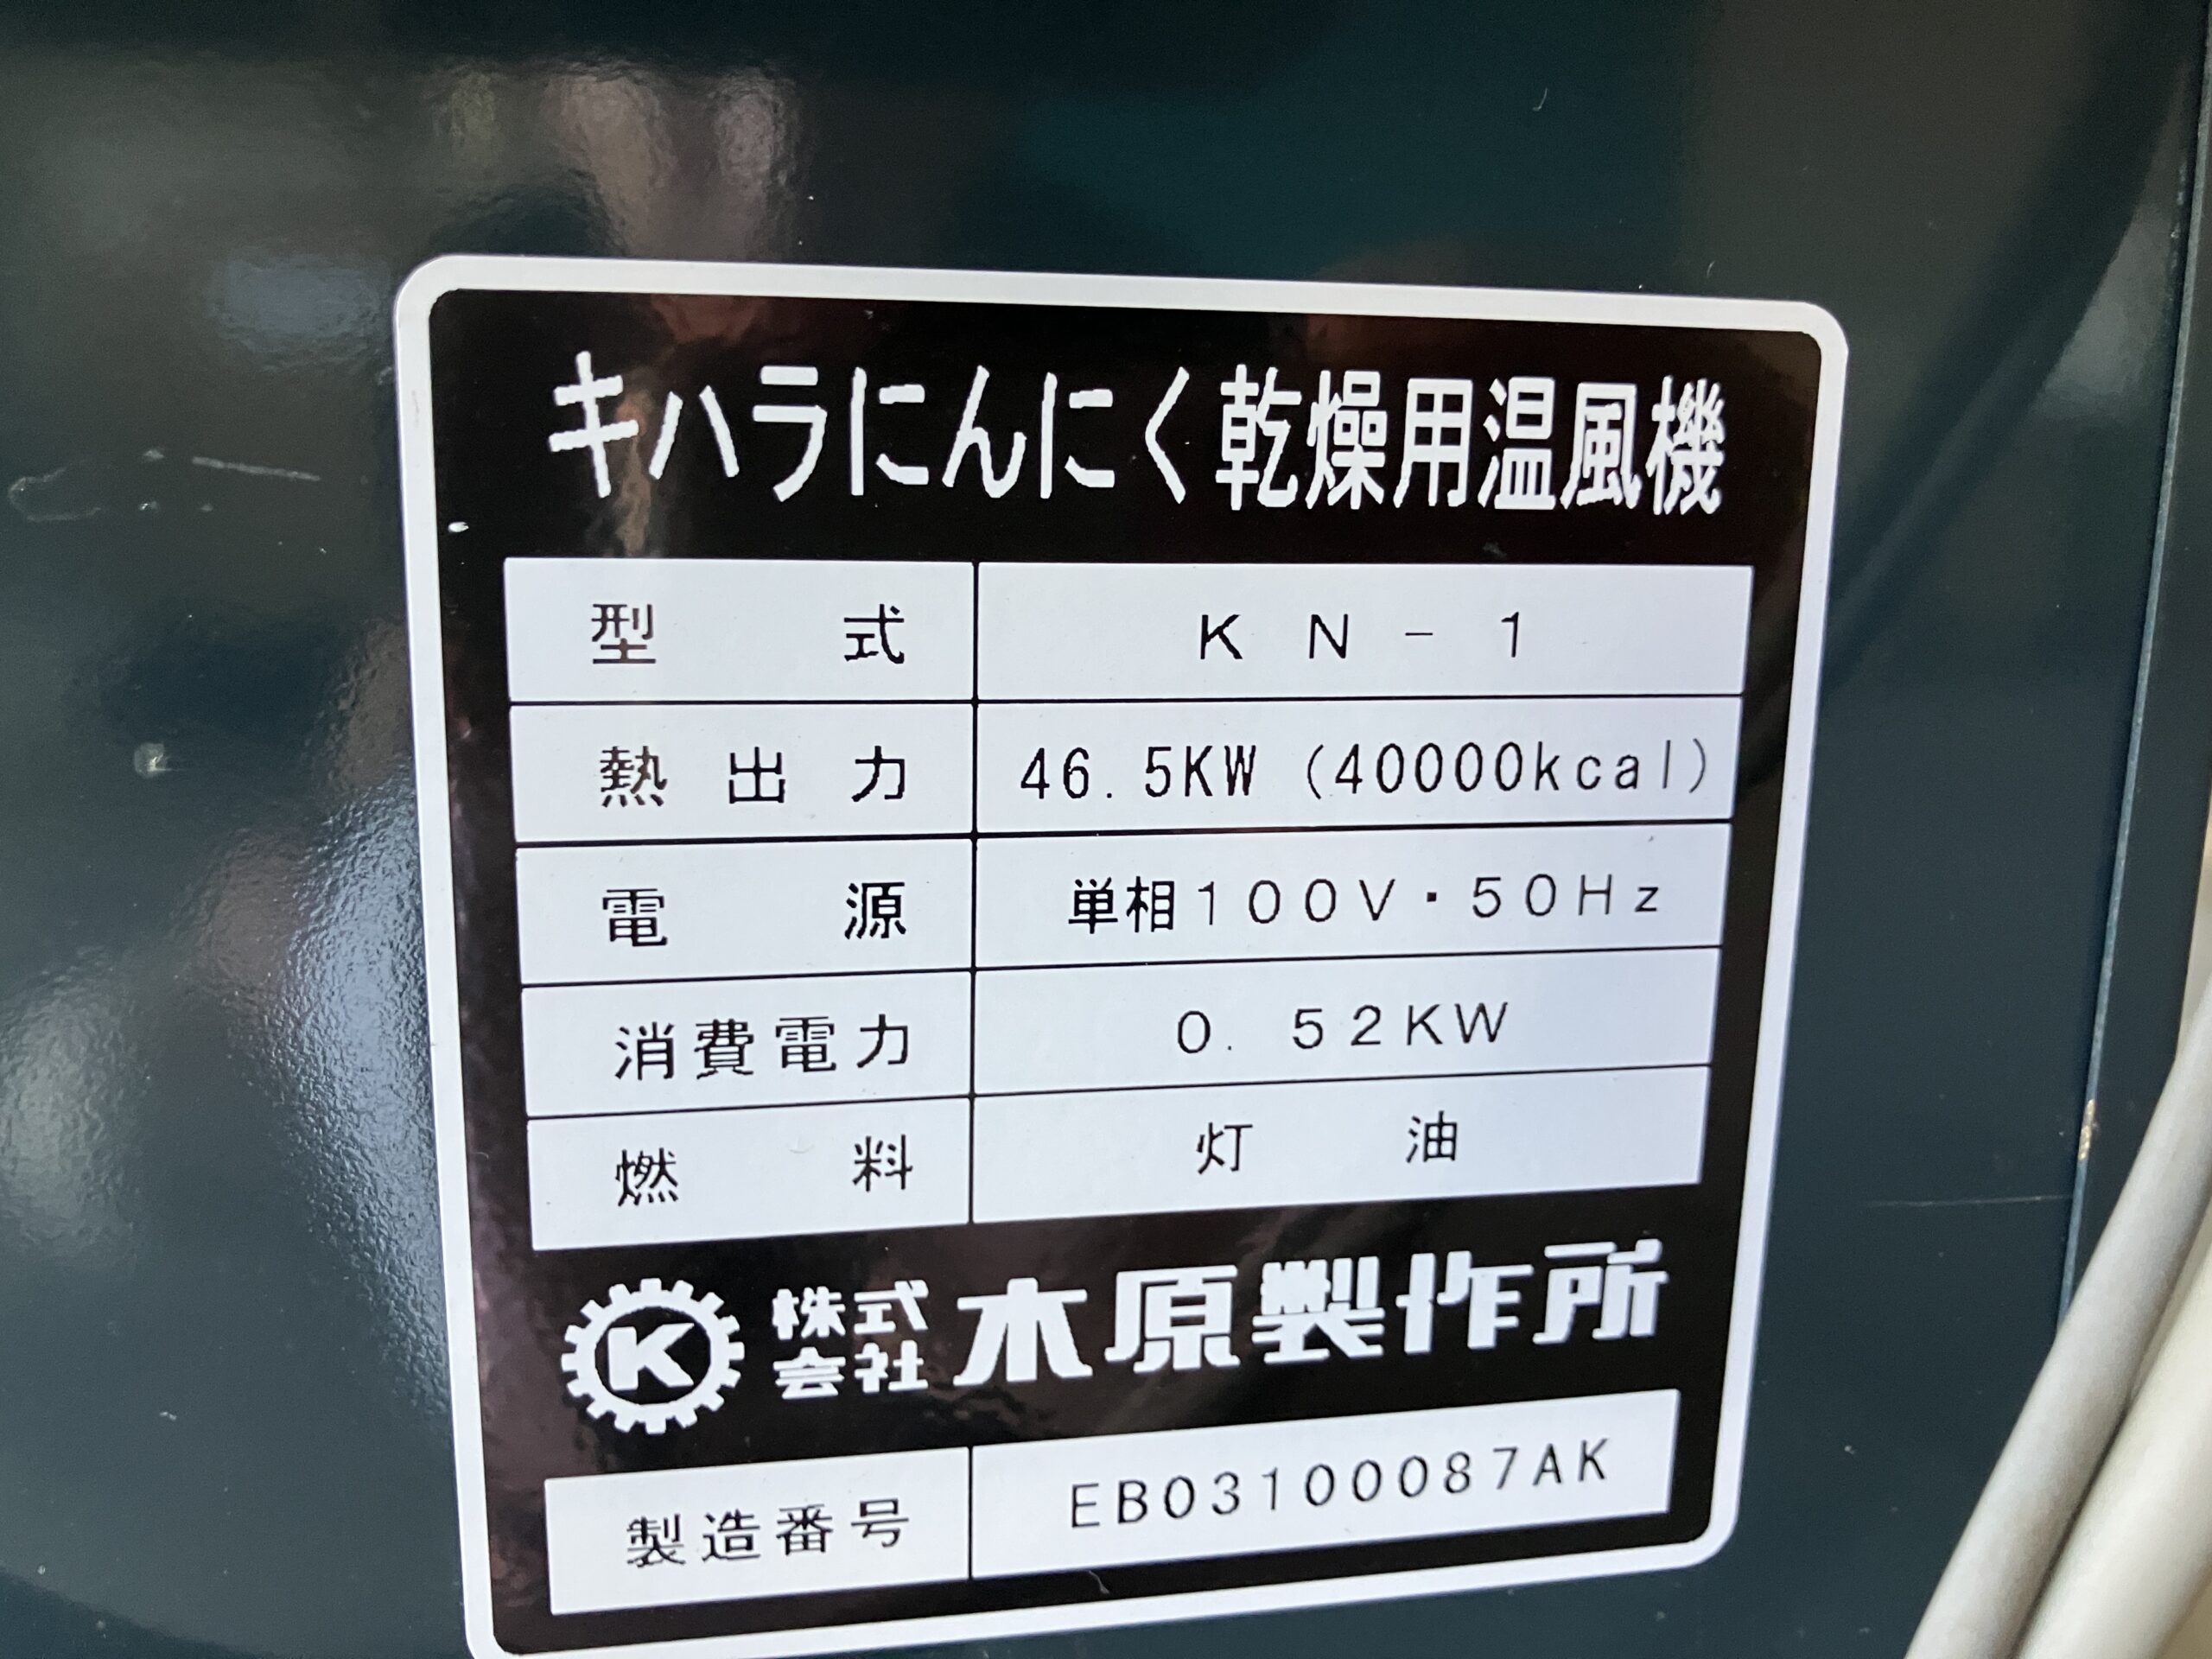 キハラにんにく乾燥用温風機
型式 KN-1
熱出力 46.5KW (40000kcal)
電源 単相100V・50Hz
消費電力 0.52KW
燃料 灯油
K 株式会社 木原製作所
製造番号 EB03100087AK